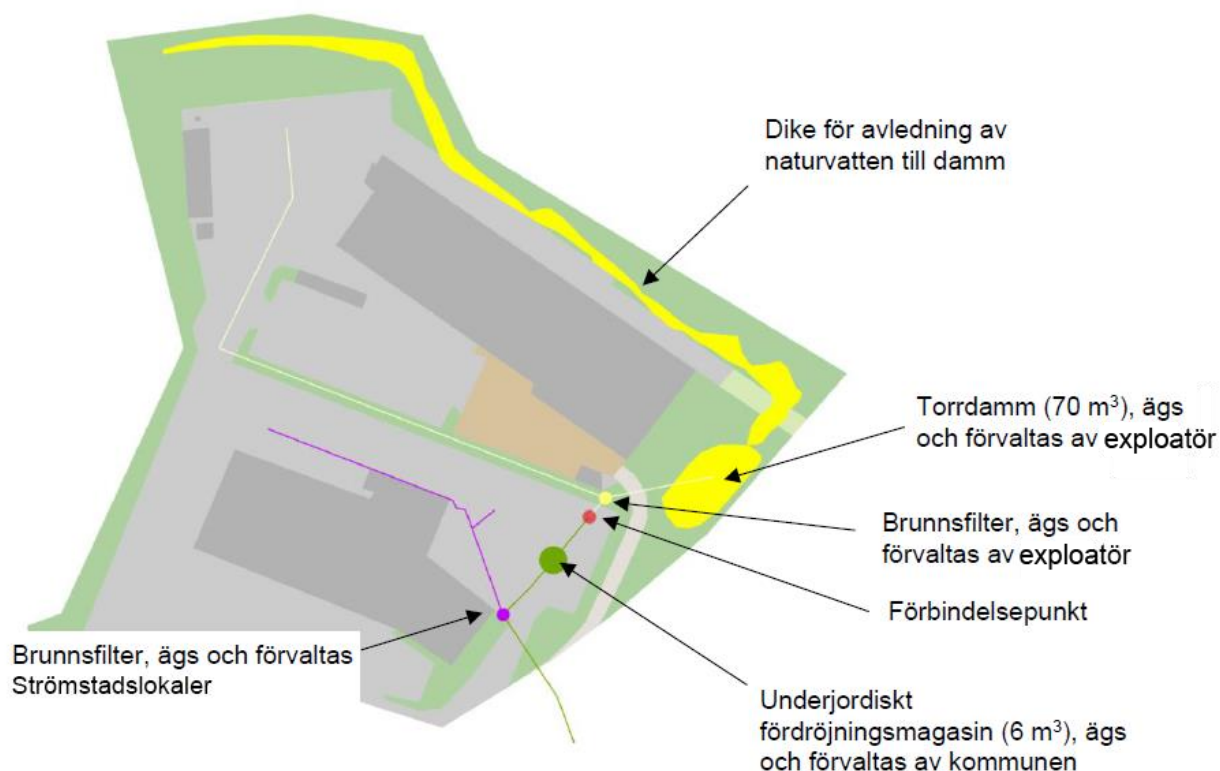 Dike för avledning av
naturvatten till damm
Torrdamm (70 m³), ägs
och förvaltas av exploatör
Brunnsfilter, ägs och
förvaltas av exploatör
Förbindelsepunkt
Brunnsfilter, ägs och förvaltas
Strömstadslokaler
Underjordiskt
fördröjningsmagasin (6 m³), ägs
och förvaltas av kommunen